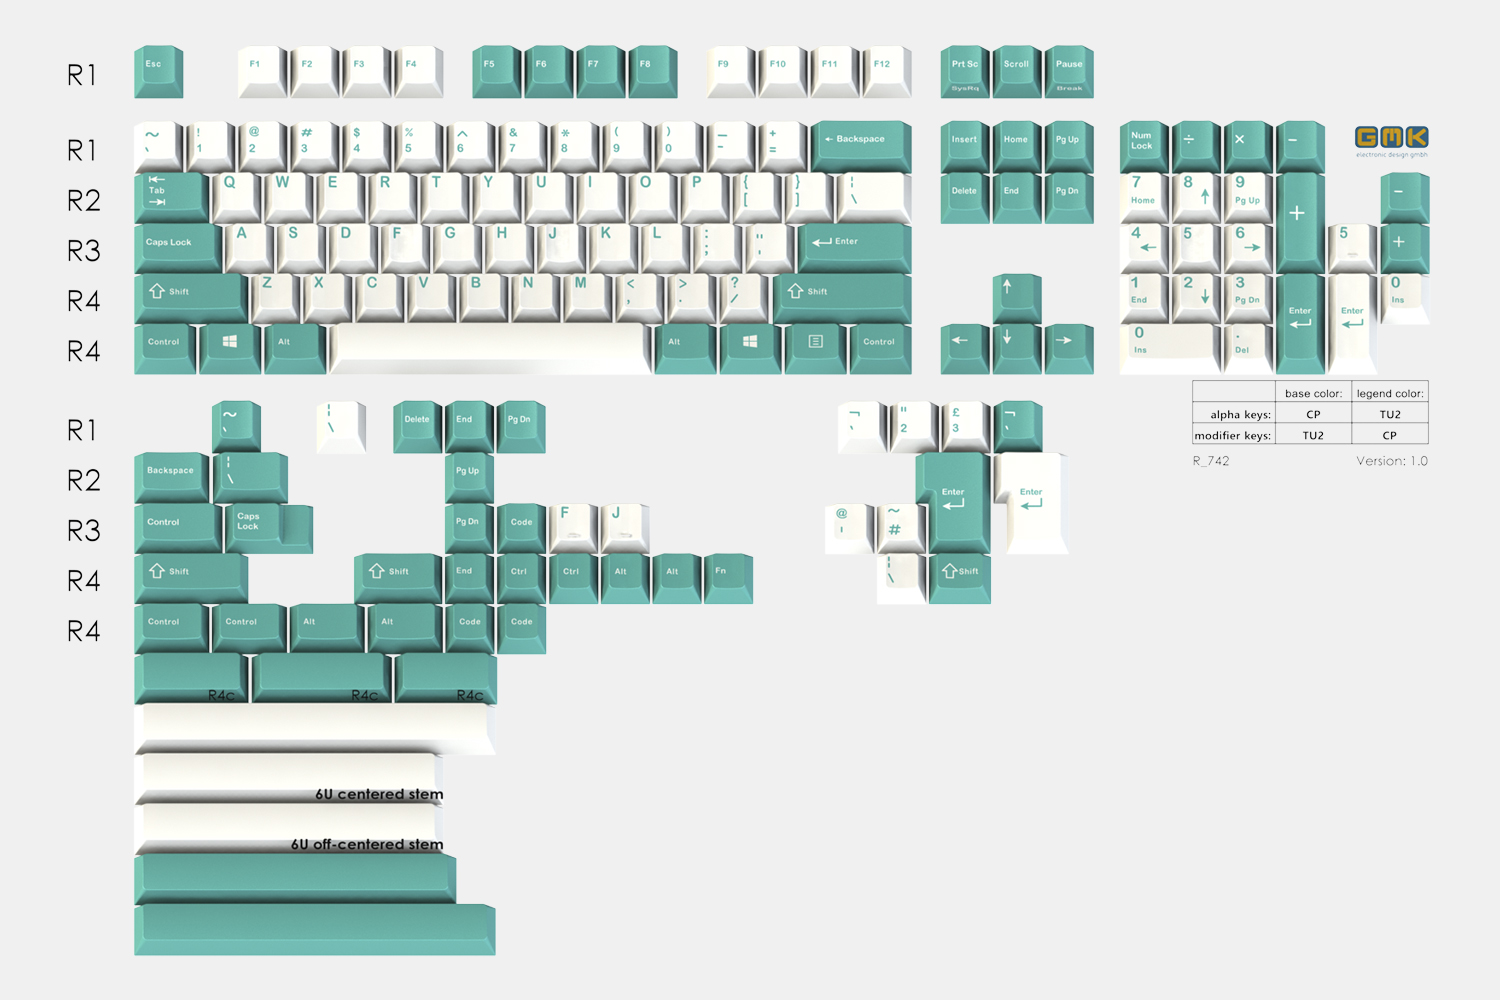 R1 Esc F1 F2 F3 F4 F5 F6 F7 F8 F9 F10 F11 F12 Prt Sc Scroll Pause
SysRq Break
R1 ~ ! @ # $ % ^ & * ( ) — + ← Backspace Insert Home Pg Up Num Lock ÷ × −
` 1 2 3 4 5 6 7 8 9 0 - =
GMK
electronic design gmbh
R2 Tab Q W E R T Y U I O P { } ¦ Delete End Pg Dn 7 8 9 + −
[ ] \ Home ↑ Pg Up
R3 Caps Lock A S D F G H J K L : " Enter 4 5 6 5 +
; ' ← →
R4 ⇧ Shift Z X C V B N M < > ? ⇧ Shift ↑ 1 2 3 Enter Enter 0
, . / End ↓ Pg Dn Ins
R4 Control Alt Alt Control ← ↓ → 0 .
Ins Del
base color: legend color:
alpha keys: CP TU2
modifier keys: TU2 CP
R_742 Version: 1.0
R1 ~ ¦ Delete End Pg Dn ¬ " £ ¬
` \ ` 2 3 `
R2 Backspace ¦ Pg Up Enter Enter
\
R3 Control Caps Lock Pg Dn Code F J @ ~
' #
R4 ⇧ Shift ⇧ Shift End Ctrl Ctrl Alt Alt Fn ¦ ⇧ Shift
\
R4 Control Control Alt Alt Code Code
R4c R4c R4c
6U centered stem
6U off-centered stem